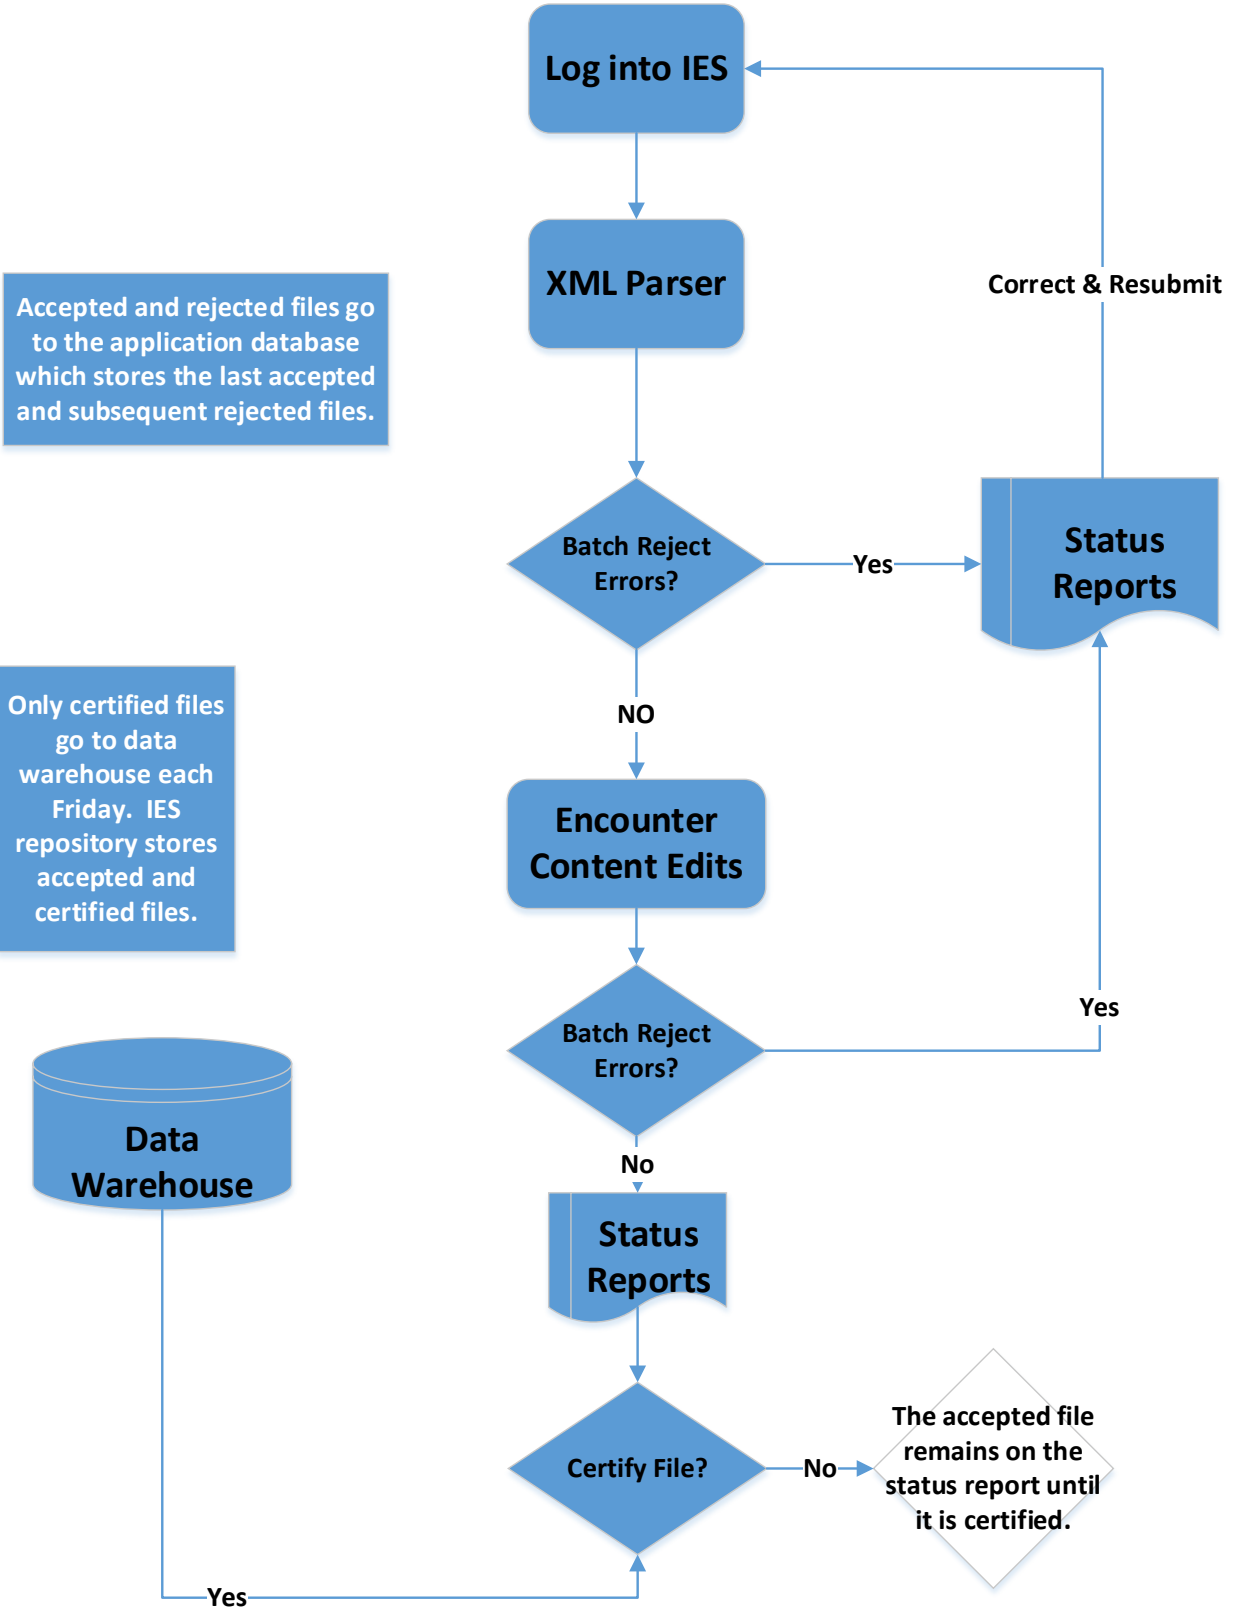 Log into IES
XML Parser
Correct & Resubmit
Accepted and rejected files go
to the application database
which stores the last accepted
and subsequent rejected files.
Batch Reject
Errors?
Yes
Status
Reports
NO
Only certified files
go to data
warehouse each
Friday.  IES
repository stores
accepted and
certified files.
Encounter
Content Edits
Yes
Batch Reject
Errors?
No
Data
Warehouse
Status
Reports
Certify File?
No
The accepted file
remains on the
status report until
it is certified.
Yes